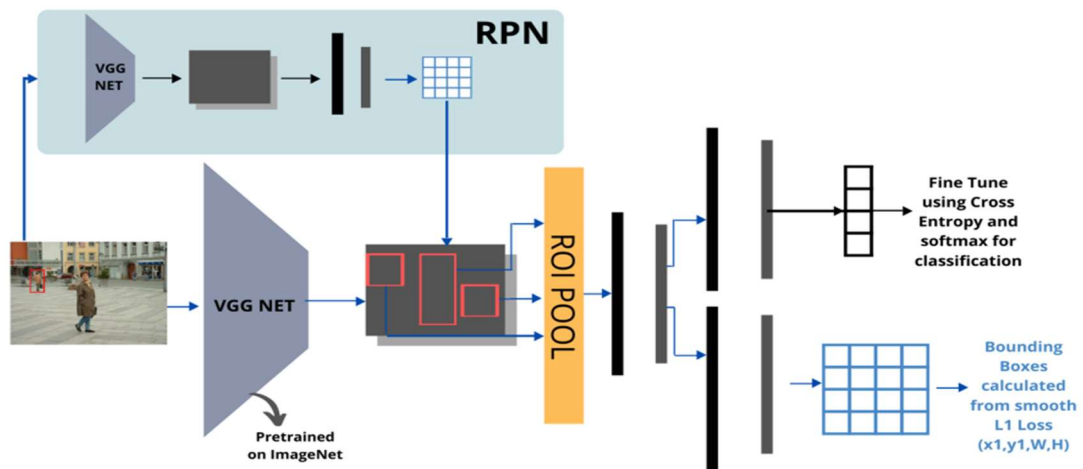 RPN
VGG
NET
VGG NET
Pretrained
on ImageNet
ROI POOL
Fine Tune
using Cross
Entropy and
softmax for
classification
Bounding
Boxes
calculated
from smooth
L1 Loss
(x1,y1,W,H)